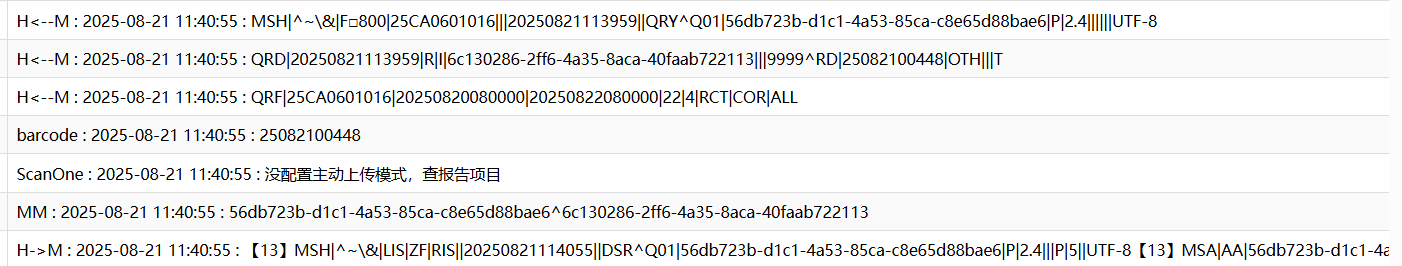 H<--M : 2025-08-21 11:40:55 : MSH|^~\&|F□800|25CA0601016|||20250821113959||QRY^Q01|56db723b-d1c1-4a53-85ca-c8e65d88bae6|P|2.4||||||UTF-8
H<--M : 2025-08-21 11:40:55 : QRD|20250821113959|R|I|6c130286-2ff6-4a35-8aca-40faab722113|||9999^RD|25082100448|OTH|||T
H<--M : 2025-08-21 11:40:55 : QRF|25CA0601016|20250820080000|20250822080000|22|4|RCT|COR|ALL
barcode : 2025-08-21 11:40:55 : 25082100448
ScanOne : 2025-08-21 11:40:55 : 没配置主动上传模式，查报告项目
MM : 2025-08-21 11:40:55 : 56db723b-d1c1-4a53-85ca-c8e65d88bae6^6c130286-2ff6-4a35-8aca-40faab722113
H->M : 2025-08-21 11:40:55 : 【13】MSH|^~\&|LIS|ZF|RIS||20250821114055||DSR^Q01|56db723b-d1c1-4a53-85ca-c8e65d88bae6|P|2.4|||P|5||UTF-8【13】MSA|AA|56db723b-d1c1-4a